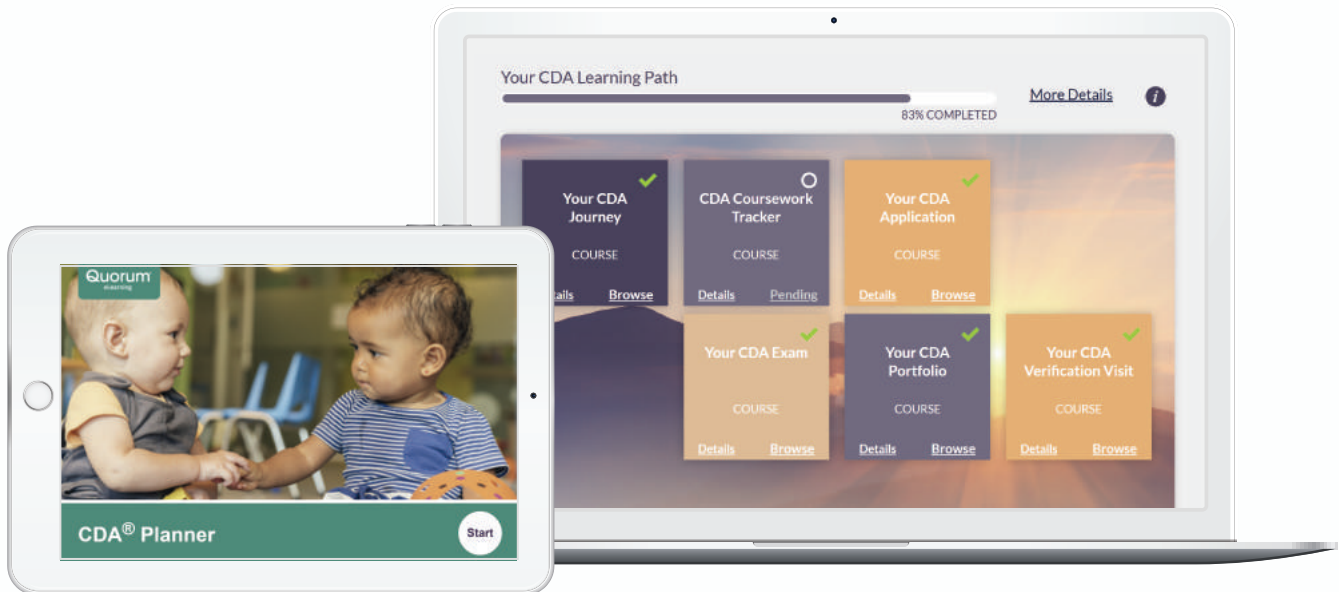 Your CDA Learning Path
More Details
i
83% COMPLETED
Your CDA
Journey
COURSE
tails Browse
CDA Coursework
Tracker
COURSE
Details Pending
Your CDA
Application
COURSE
Details Browse
Your CDA Exam
COURSE
Details Browse
Your CDA
Portfolio
COURSE
Details Browse
Your CDA
Verification Visit
COURSE
Details Browse
Quorum
eLearning
CDA® Planner
Start